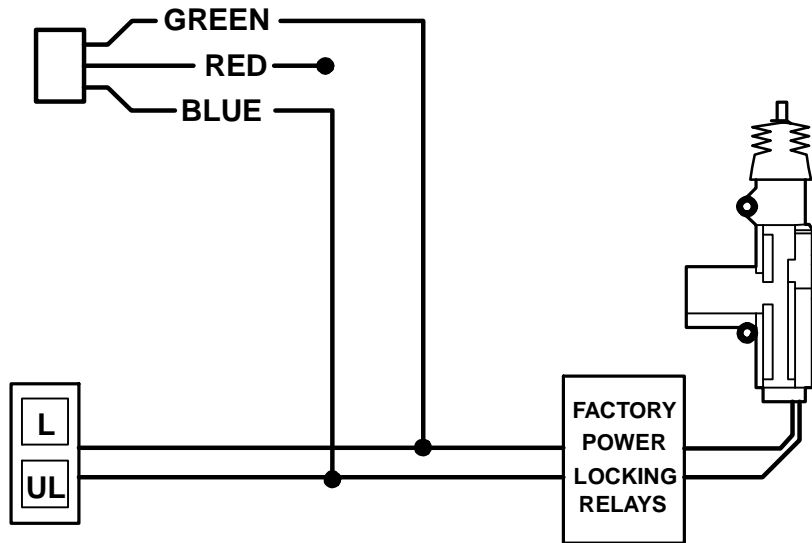 GREEN
RED
BLUE
L
UL
FACTORY
POWER
LOCKING
RELAYS